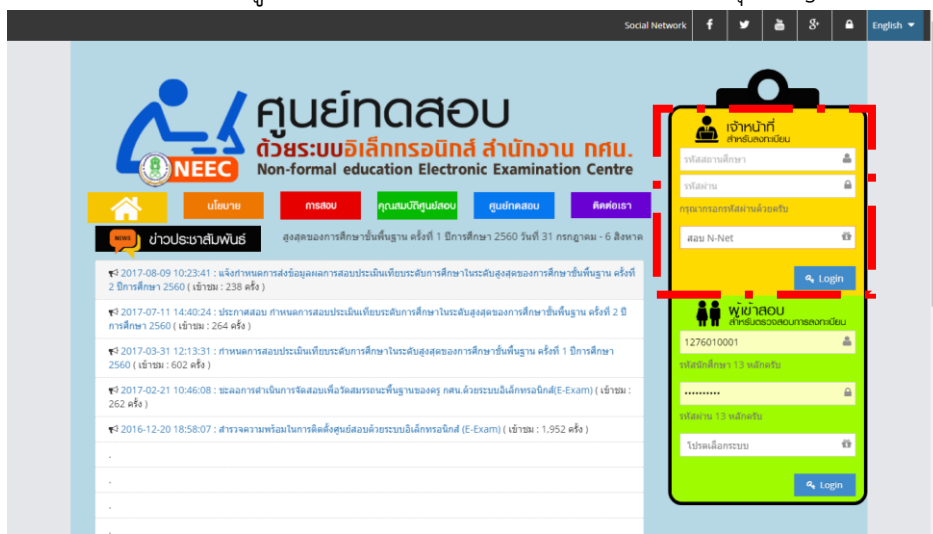 Social Network
English
ศูนย์ทดสอบ
ด้วยระบบอิเล็กทรอนิกส์ สำนักงาน กศน.
NEEC
Non-formal education Electronic Examination Centre
นโยบาย
การสอบ
คุณสมบัติศูนย์สอบ
ศูนย์ทดสอบ
ติดต่อเรา
NEWS
ข่าวประชาสัมพันธ์
สูงสุดของการศึกษาขั้นพื้นฐาน ครั้งที่ 1 ปีการศึกษา 2560 วันที่ 31 กรกฎาคม - 6 สิงหาค
2017-08-09 10:23:41 : แจ้งกำหนดการส่งข้อมูลผลการสอบประเมินเทียบระดับการศึกษาในระดับสูงสุดของการศึกษาขั้นพื้นฐาน ครั้งที่
2 ปีการศึกษา 2560 ( เข้าชม : 238 ครั้ง )
2017-07-11 14:40:24 : ประกาศสอบ กำหนดการสอบประเมินเทียบระดับการศึกษาในระดับสูงสุดของการศึกษาขั้นพื้นฐาน ครั้งที่ 2 ปี
การศึกษา 2560 ( เข้าชม : 264 ครั้ง )
2017-03-31 12:13:31 : กำหนดการสอบประเมินเทียบระดับการศึกษาในระดับสูงสุดของการศึกษาขั้นพื้นฐาน ครั้งที่ 1 ปีการศึกษา
2560 ( เข้าชม : 602 ครั้ง )
2017-02-21 10:46:08 : ชะลอการดำเนินการจัดสอบเพื่อวัดสมรรถนะพื้นฐานของครู กศน.ด้วยระบบอิเล็กทรอนิกส์(E-Exam) ( เข้าชม :
262 ครั้ง )
2016-12-20 18:58:07 : สำรวจความพร้อมในการติดตั้งศูนย์สอบด้วยระบบอิเล็กทรอนิกส์ (E-Exam) ( เข้าชม : 1,952 ครั้ง )
เจ้าหน้าที่
สำหรับลงทะเบียน
รหัสสถานศึกษา
รหัสผ่าน
กรุณากรอกรหัสผ่านด้วยครับ
สอบ N-Net
Login
ผู้เข้าสอบ
สำหรับตรวจสอบการลงทะเบียน
1276010001
รหัสนักศึกษา 13 หลักครับ
••••••••••
รหัสผ่าน 13 หลักครับ
โปรดเลือกระบบ
Login